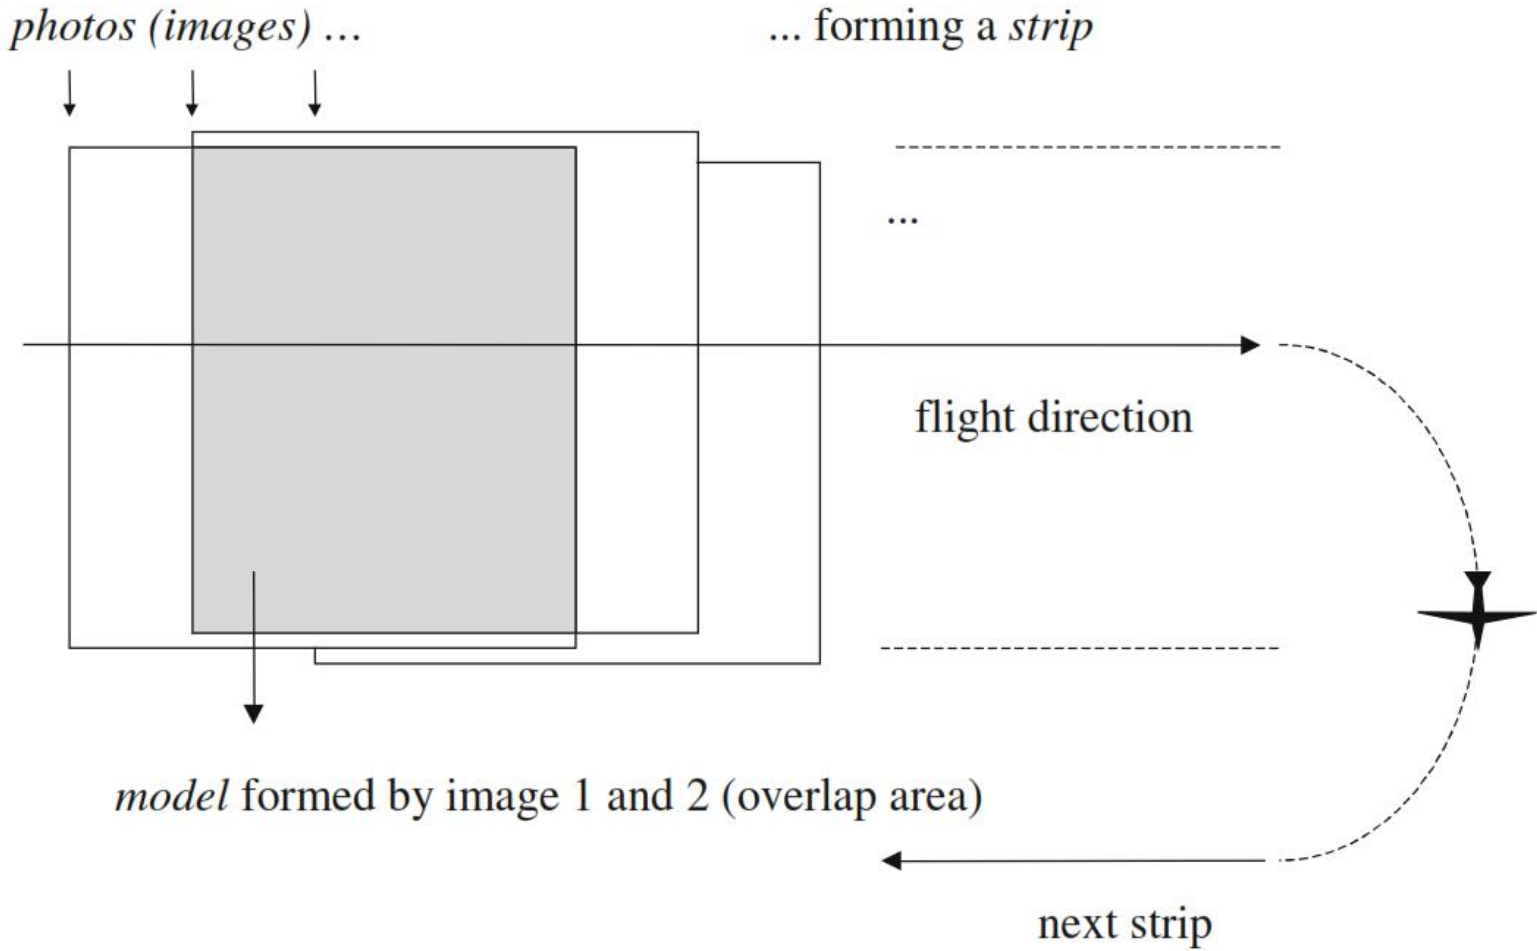 photos (images) ...
... forming a strip
...
flight direction
model formed by image 1 and 2 (overlap area)
next strip